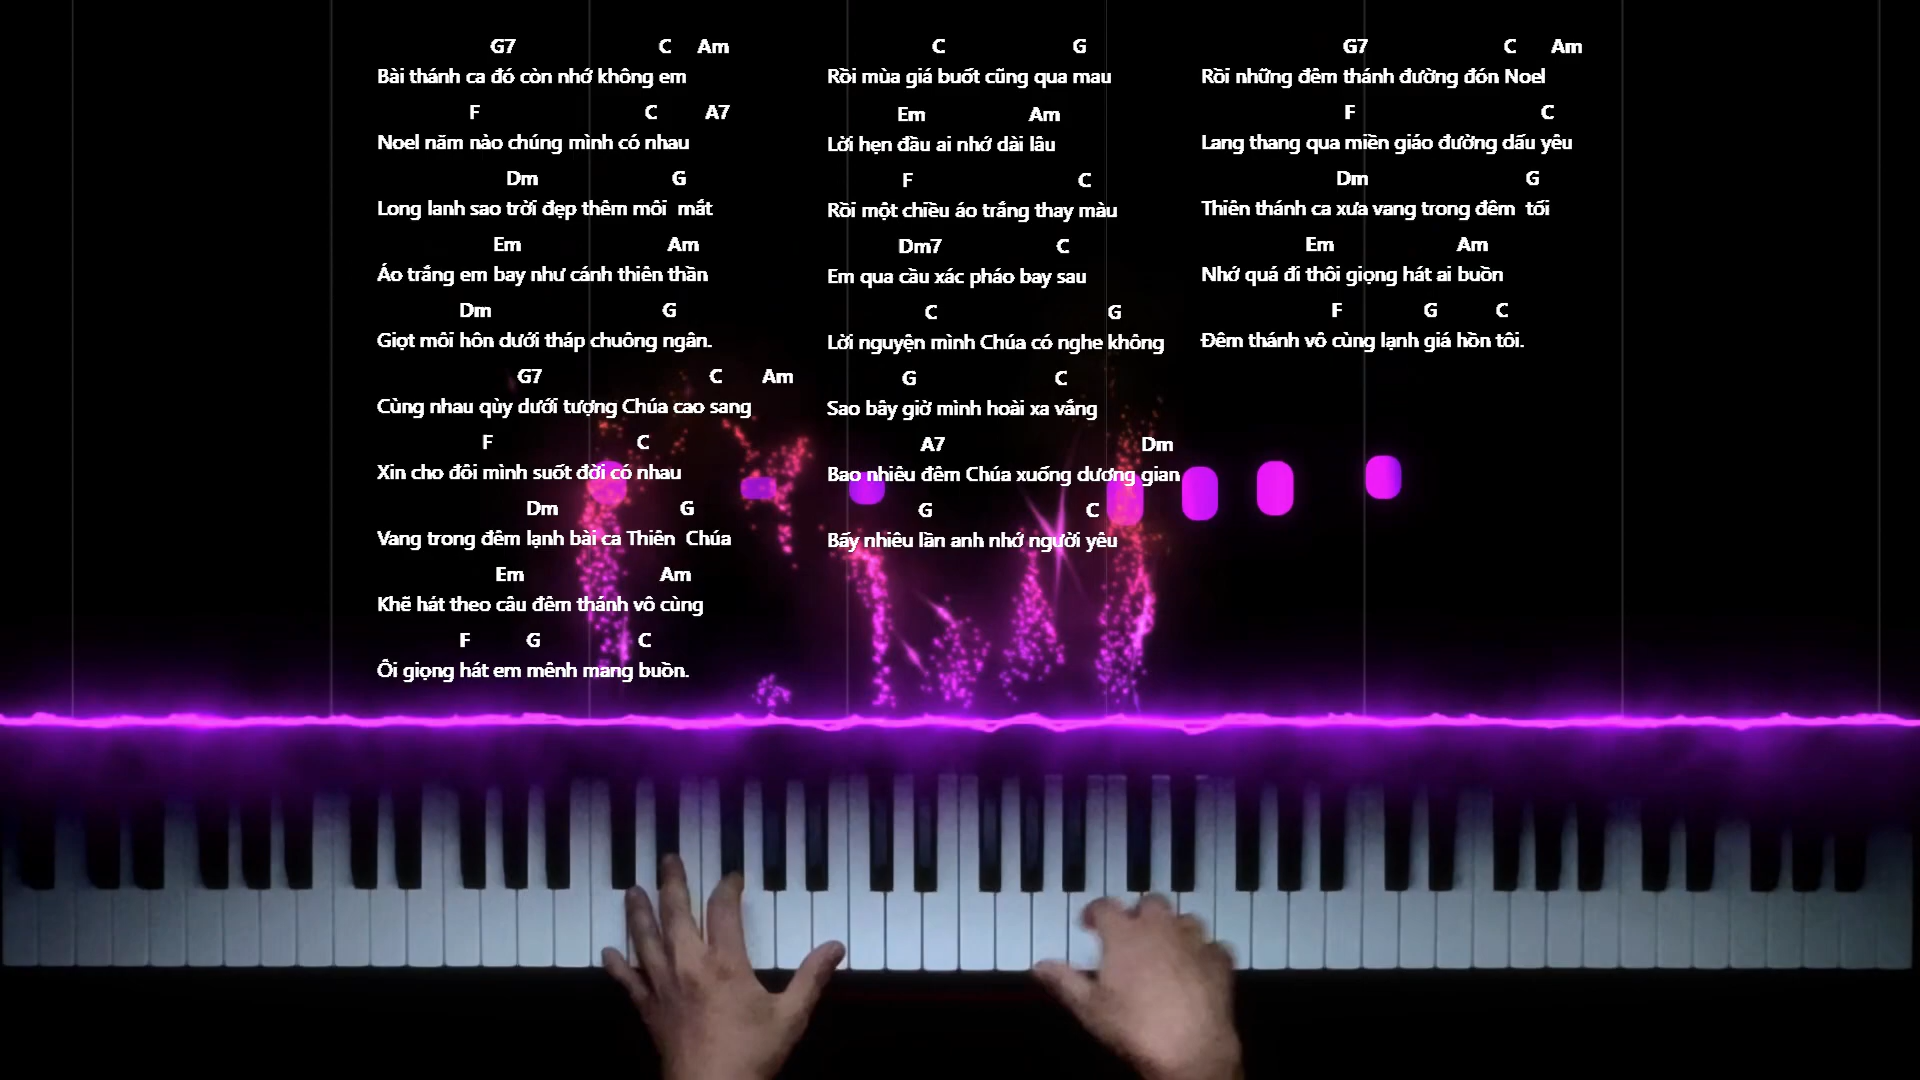 G7 C Am
Bài thánh ca đó còn nhớ không em
F C A7
Noel năm nào chúng mình có nhau
Dm G
Long lanh sao trời đẹp thêm môi mắt
Em Am
Áo trắng em bay như cánh thiên thần
Dm G
Giọt môi hôn dưới tháp chuông ngân.
G7 C Am
Cùng nhau qùy dưới tượng Chúa cao sang
F C
Xin cho đôi mình suốt đời có nhau
Dm G
Vang trong đêm lạnh bài ca Thiên Chúa
Em Am
Khẽ hát theo câu đêm thánh vô cùng
F G C
Ôi giọng hát em mênh mang buồn.
C G
Rồi mùa giá buốt cũng qua mau
Em Am
Lời hẹn đầu ai nhớ dài lâu
F C
Rồi một chiều áo trắng thay màu
Dm7 C
Em qua cầu xác pháo bay sau
C G
Lời nguyện mình Chúa có nghe không
G C
Sao bây giờ mình hoài xa vắng
A7 Dm
Bao nhiêu đêm Chúa xuống dương gian
G C
Bấy nhiêu lần anh nhớ người yêu
G7 C Am
Rồi những đêm thánh đường đón Noel
F C
Lang thang qua miền giáo đường dấu yêu
Dm G
Thiên thánh ca xưa vang trong đêm tối
Em Am
Nhớ quá đi thôi giọng hát ai buồn
F G C
Đêm thánh vô cùng lạnh giá hồn tôi.